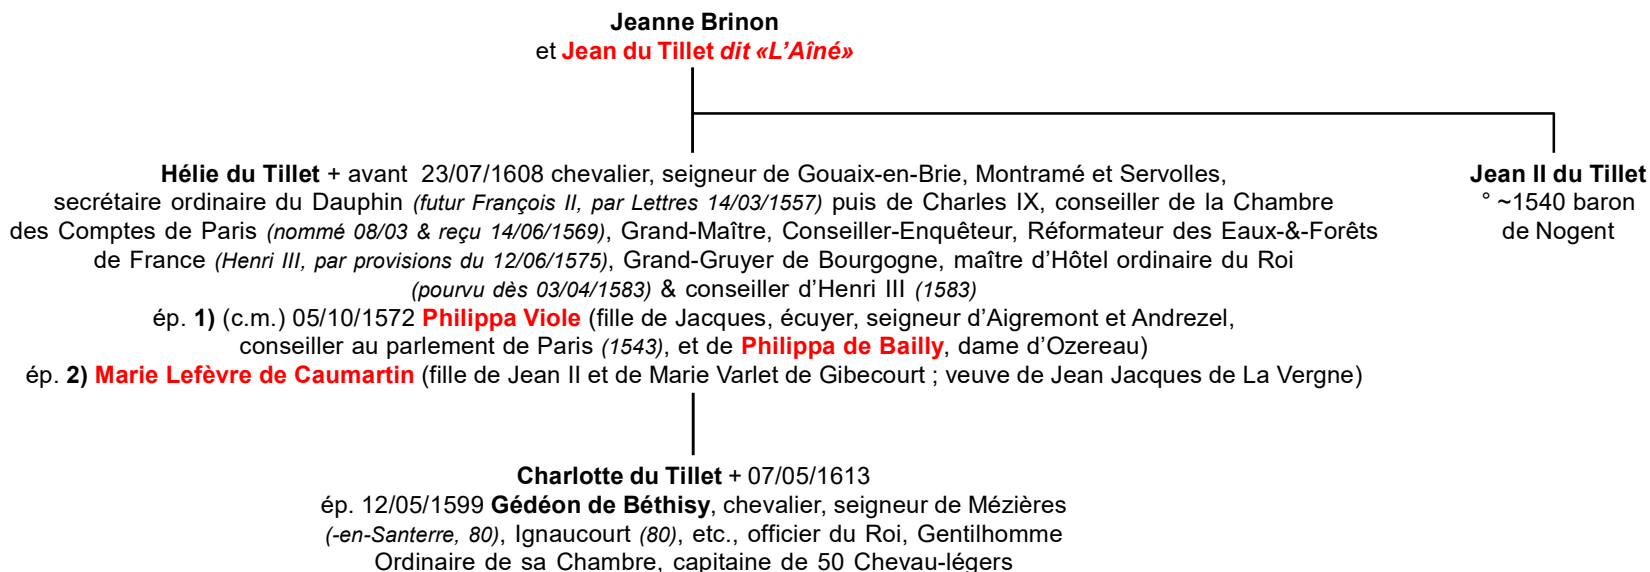 Jeanne Brinon
et Jean du Tillet dit «L’Aîné»
Hélie du Tillet + avant 23/07/1608 chevalier, seigneur de Gouaix-en-Brie, Montramé et Servolles,
secrétaire ordinaire du Dauphin (futur François II, par Lettres 14/03/1557) puis de Charles IX, conseiller de la Chambre
des Comptes de Paris (nommé 08/03 & reçu 14/06/1569), Grand-Maître, Conseiller-Enquêteur, Réformateur des Eaux-&-Forêts
de France (Henri III, par provisions du 12/06/1575), Grand-Gruyer de Bourgogne, maître d’Hôtel ordinaire du Roi
(pourvu dès 03/04/1583) & conseiller d’Henri III (1583)
ép. 1) (c.m.) 05/10/1572 Philippa Viole (fille de Jacques, écuyer, seigneur d’Aigremont et Andrezel,
conseiller au parlement de Paris (1543), et de Philippa de Bailly, dame d’Ozereau)
ép. 2) Marie Lefèvre de Caumartin (fille de Jean II et de Marie Varlet de Gibecourt ; veuve de Jean Jacques de La Vergne)
Jean II du Tillet
° ~1540 baron
de Nogent
Charlotte du Tillet + 07/05/1613
ép. 12/05/1599 Gédéon de Béthisy, chevalier, seigneur de Mézières
(-en-Santerre, 80), Ignaucourt (80), etc., officier du Roi, Gentilhomme
Ordinaire de sa Chambre, capitaine de 50 Chevau-légers